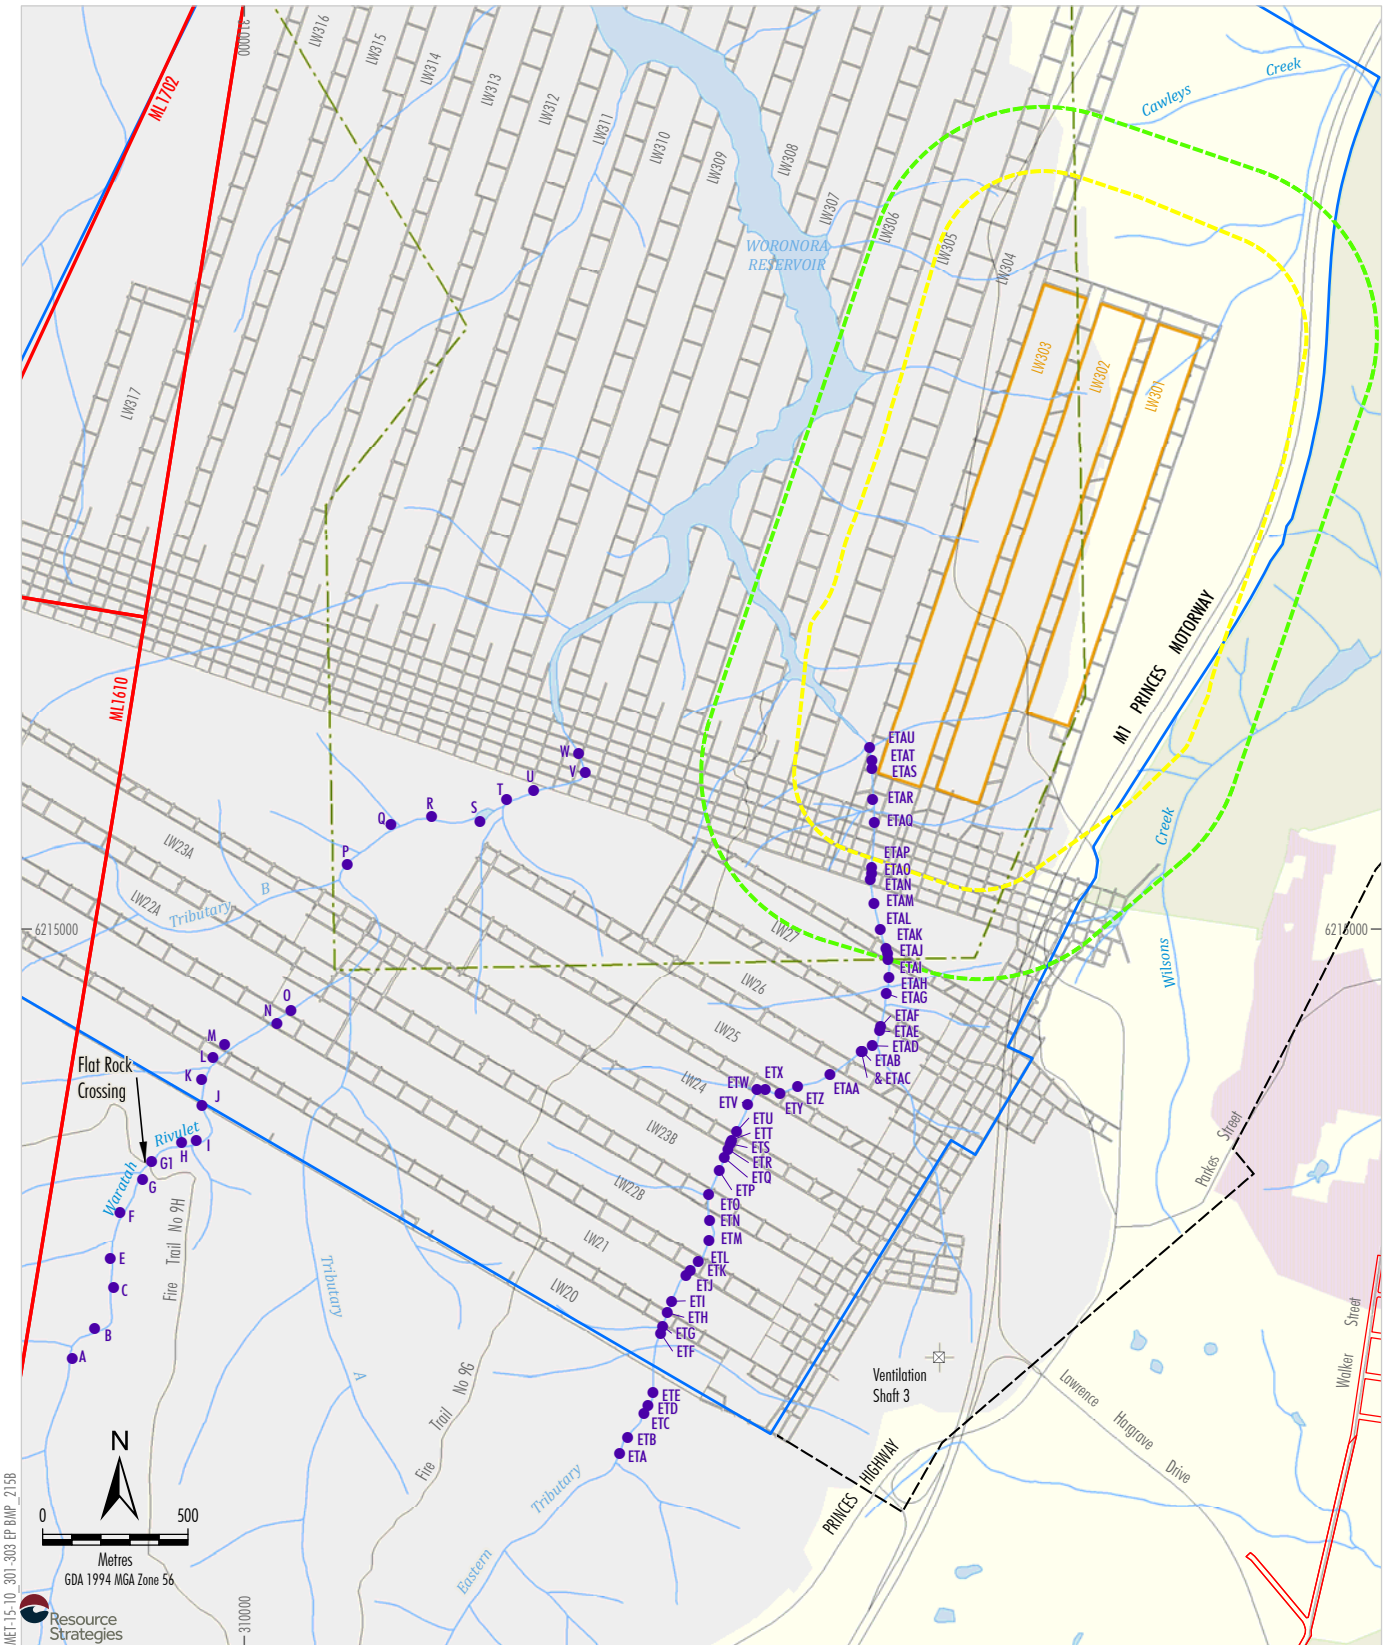 310000
LW316
LW315
LW314
LW313
LW312
LW311
LW310
LW309
LW308
LW307
LW306
LW305
LW304
LW303
LW302
LW301
LW317
ML1702
ML1610
Cawleys Creek
WORONORA
RESERVOIR
M1 PRINCES MOTORWAY
ETAU
ETAT
ETAS
ETAR
ETAQ
ETAP
ETAO
ETAN
ETAM
ETAL
ETAK
ETAJ
ETAI
ETAH
ETAG
ETAF
ETAE
ETAD
ETAB
& ETAC
ETAA
ETZ
ETY
ETX
ETW
ETV
ETU
ETT
ETS
ETR
ETQ
ETP
ETO
ETN
ETM
ETL
ETK
ETJ
ETI
ETH
ETG
ETF
ETE
ETD
ETC
ETB
ETA
W
V
U
T
S
R
Q
P
O
N
M
L
K
J
I
H
G1
G
F
E
C
B
A
LW23A
LW22A
LW27
LW26
LW25
LW24
LW23B
LW22B
LW21
LW20
Tributary B
6215000
6215000
Wilsons Creek
Flat Rock
Crossing
Waratah Rivulet
Fire Trail No 9H
Tributary A
Fire Trail No 9G
Eastern Tributary
Ventilation
Shaft 3
PRINCES HIGHWAY
Lawrence Hargrave Drive
Parkes Street
Walker Street
N
0 500
Metres
GDA 1994 MGA Zone 56
310000
MET-15-10_301-303 EP BMP_215B
Resource
Strategies